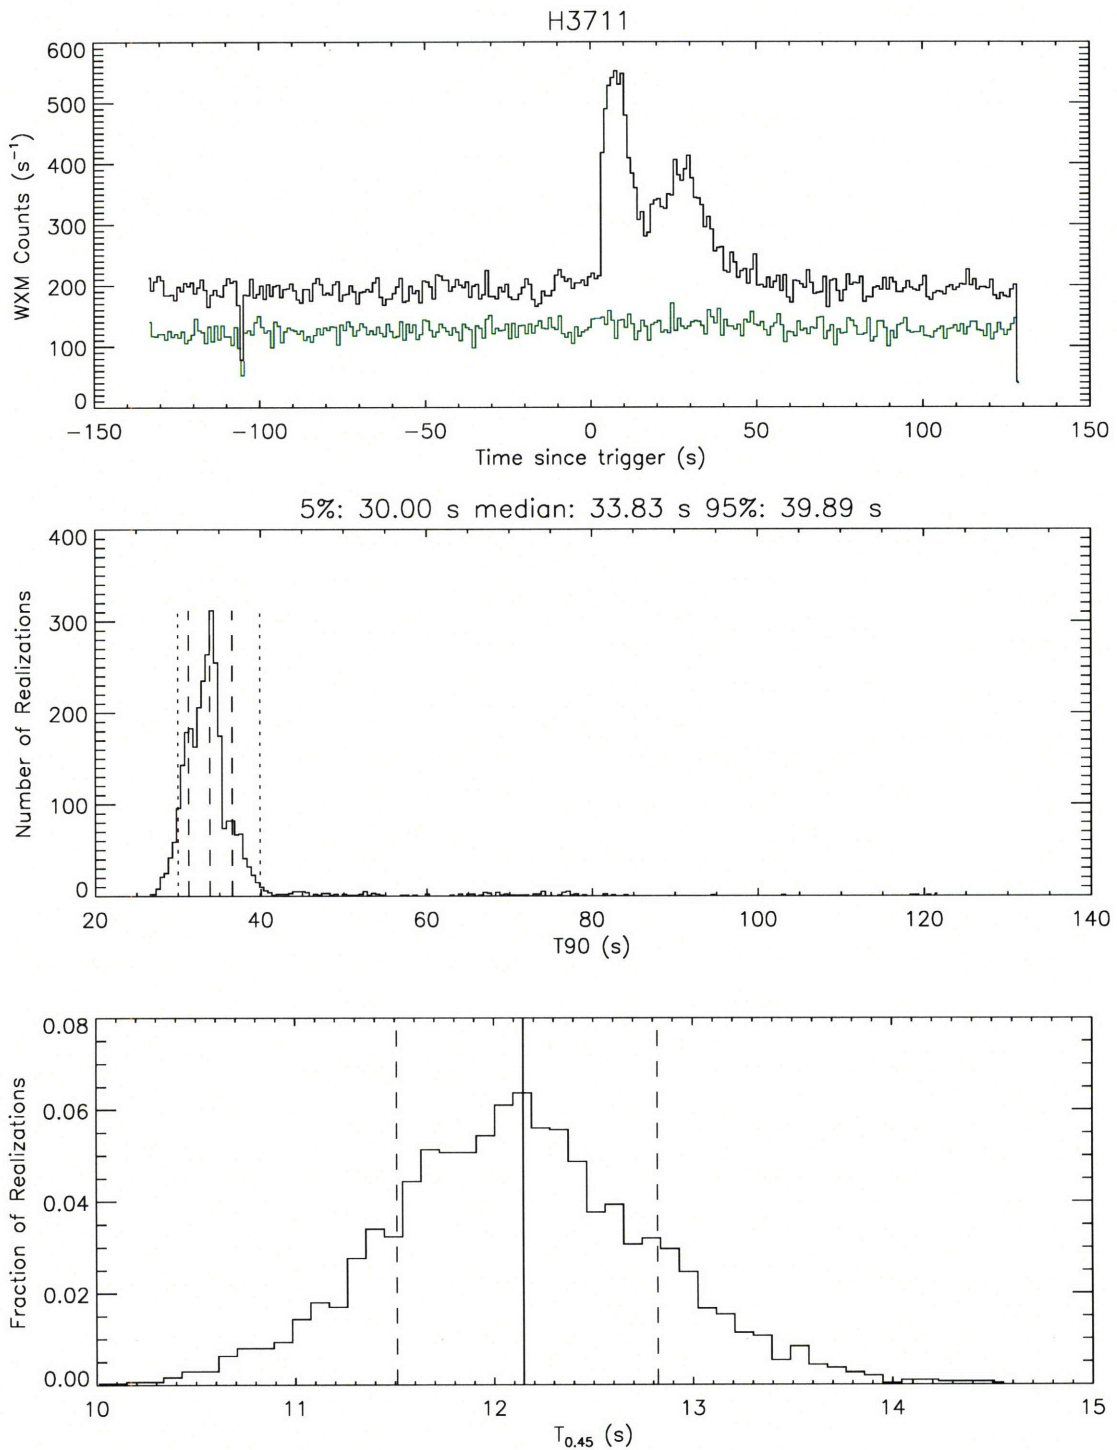 H3711
600
500
400
300
200
100
0
WXM Counts (s⁻¹)
−150 −100 −50 0 50 100 150
Time since trigger (s)
5%: 30.00 s median: 33.83 s 95%: 39.89 s
400
300
200
100
0
Number of Realizations
20 40 60 80 100 120 140
T90 (s)
0.08
0.06
0.04
0.02
0.00
Fraction of Realizations
10 11 12 13 14 15
T₀.₄₅ (s)